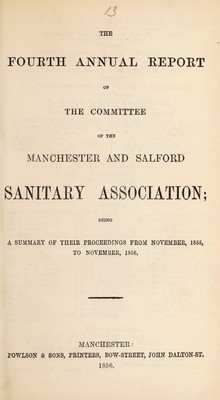 13
THE
FOURTH ANNUAL REPORT
OF
THE COMMITTEE
OF THE
MANCHESTER AND SALFORD
SANITARY ASSOCIATION;
BEING
A SUMMARY OF THEIR PROCEEDINGS FROM NOVEMBER, 1855,
TO NOVEMBER, 1856.
MANCHESTER:
POWLSON & SONS, PRINTERS, BOW-STREET, JOHN DALTON-ST.
1856.